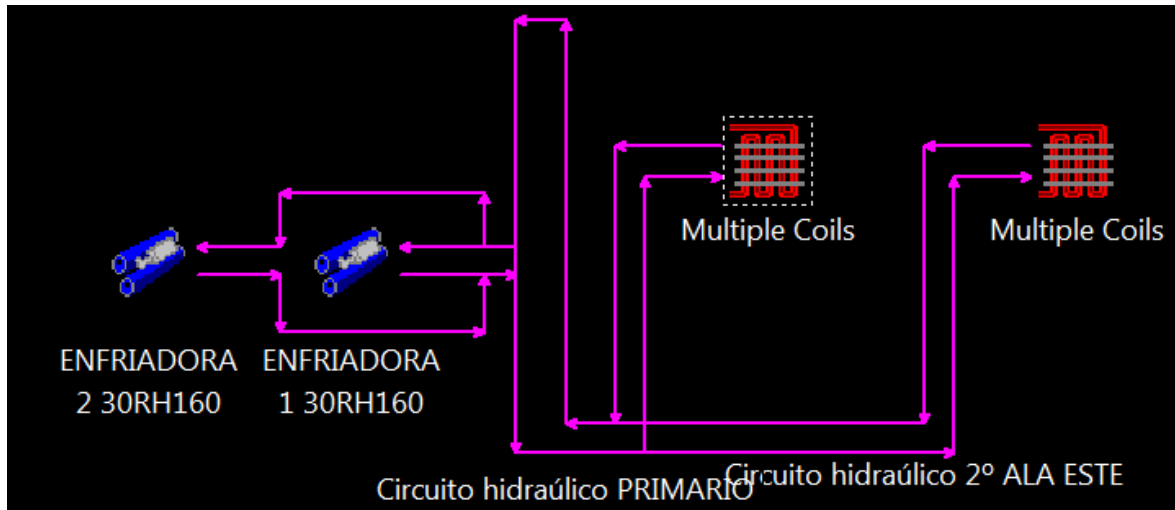 Multiple Coils
Multiple Coils
ENFRIADORA
2 30RH160
ENFRIADORA
1 30RH160
Circuito hidraúlico PRIMARIO
Circuito hidraúlico 2º ALA ESTE